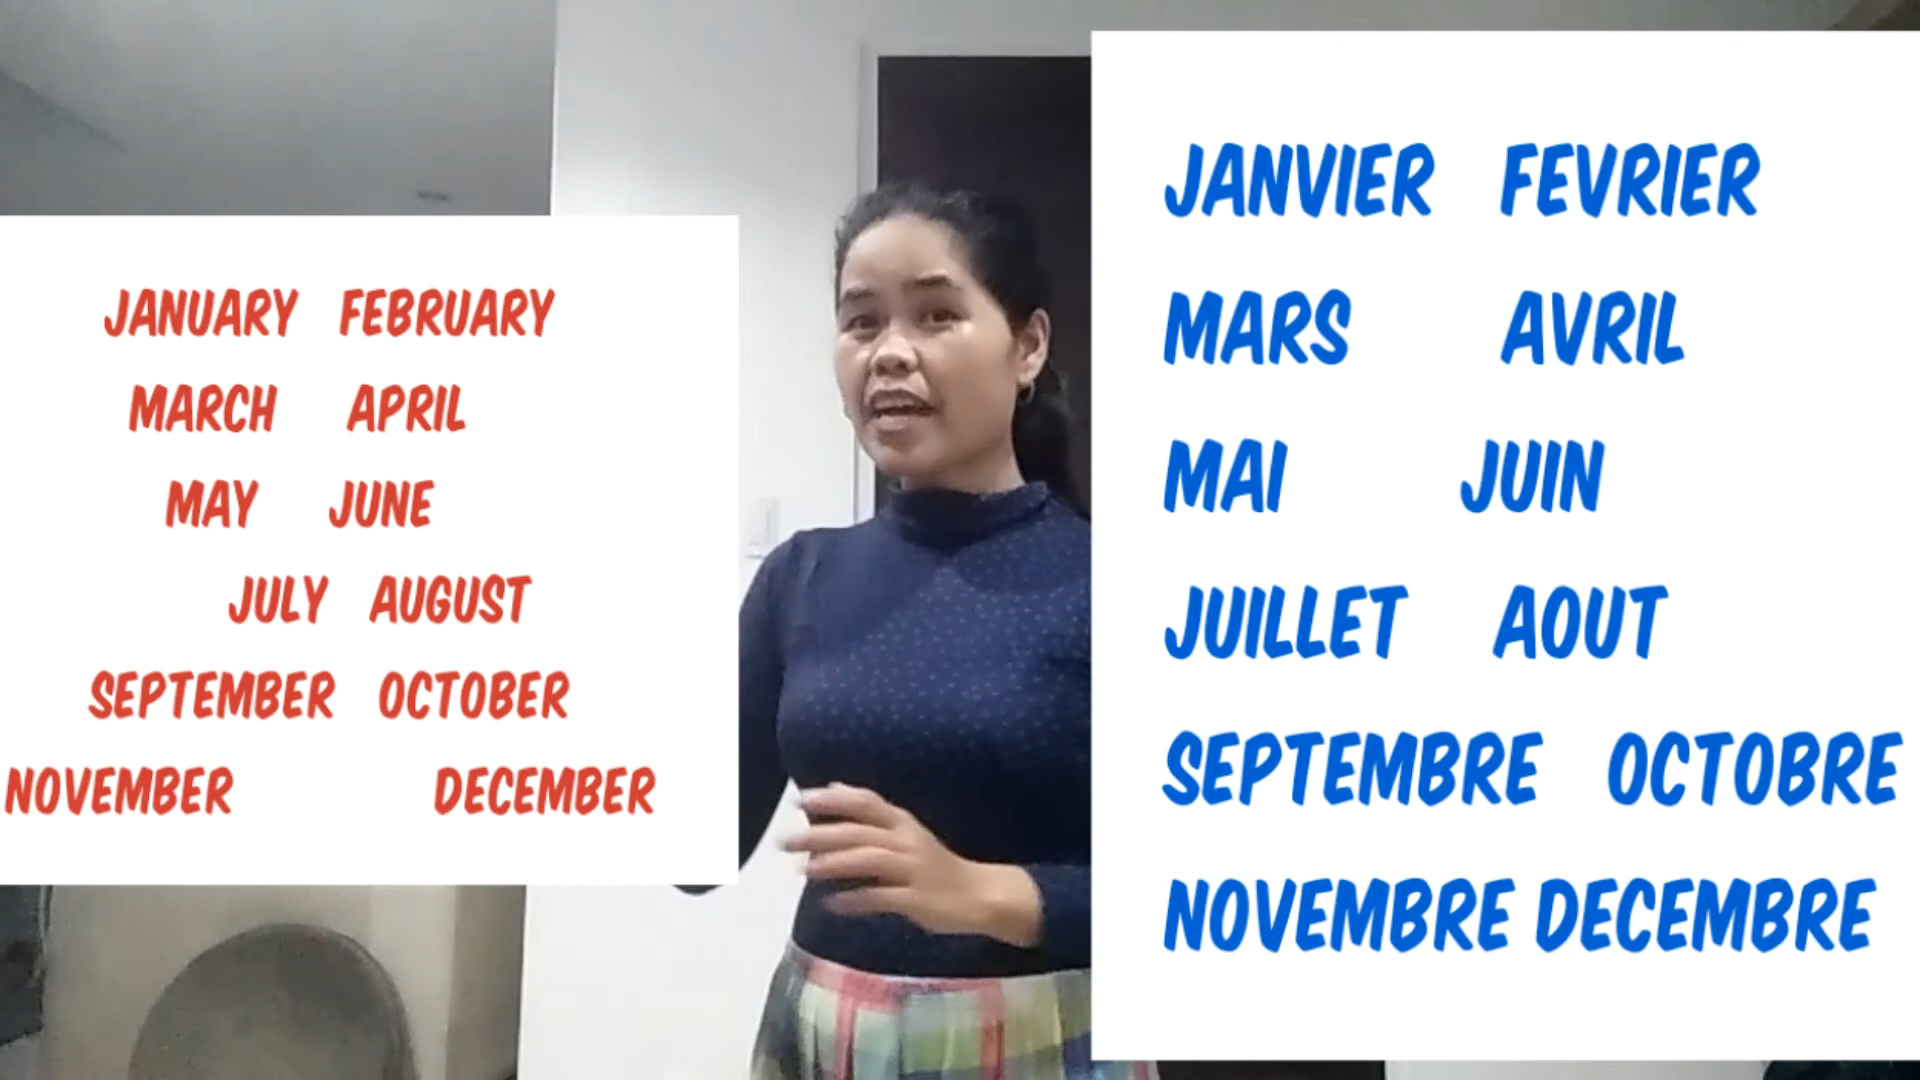 JANUARY FEBRUARY
MARCH APRIL
MAY JUNE
JULY AUGUST
SEPTEMBER OCTOBER
NOVEMBER DECEMBER
JANVIER FEVRIER
MARS AVRIL
MAI JUIN
JUILLET AOUT
SEPTEMBRE OCTOBRE
NOVEMBRE DECEMBRE